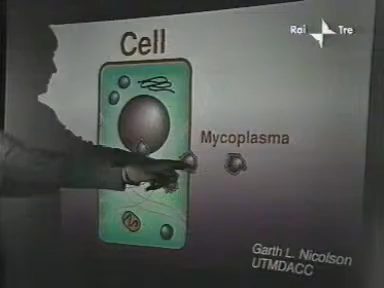 Cell
Rai Tre
Mycoplasma
Garth L. Nicolson
UTMDACC